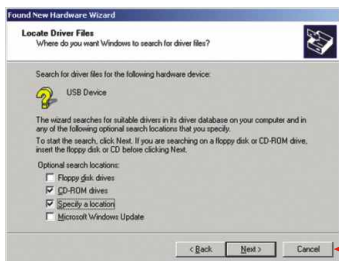 Found New Hardware Wizard
Locate Driver Files
Where do you want Windows to search for driver files?
Search for driver files for the following hardware device:
USB Device
The wizard searches for suitable drivers in its driver database on your computer and in
any of the following optional search locations that you specify.
To start the search, click Next. If you are searching on a floppy disk or CD-ROM drive,
insert the floppy disk or CD before clicking Next.
Optional search locations:
Floppy disk drives
CD-ROM drives
Specify a location
Microsoft Windows Update
< Back
Next >
Cancel